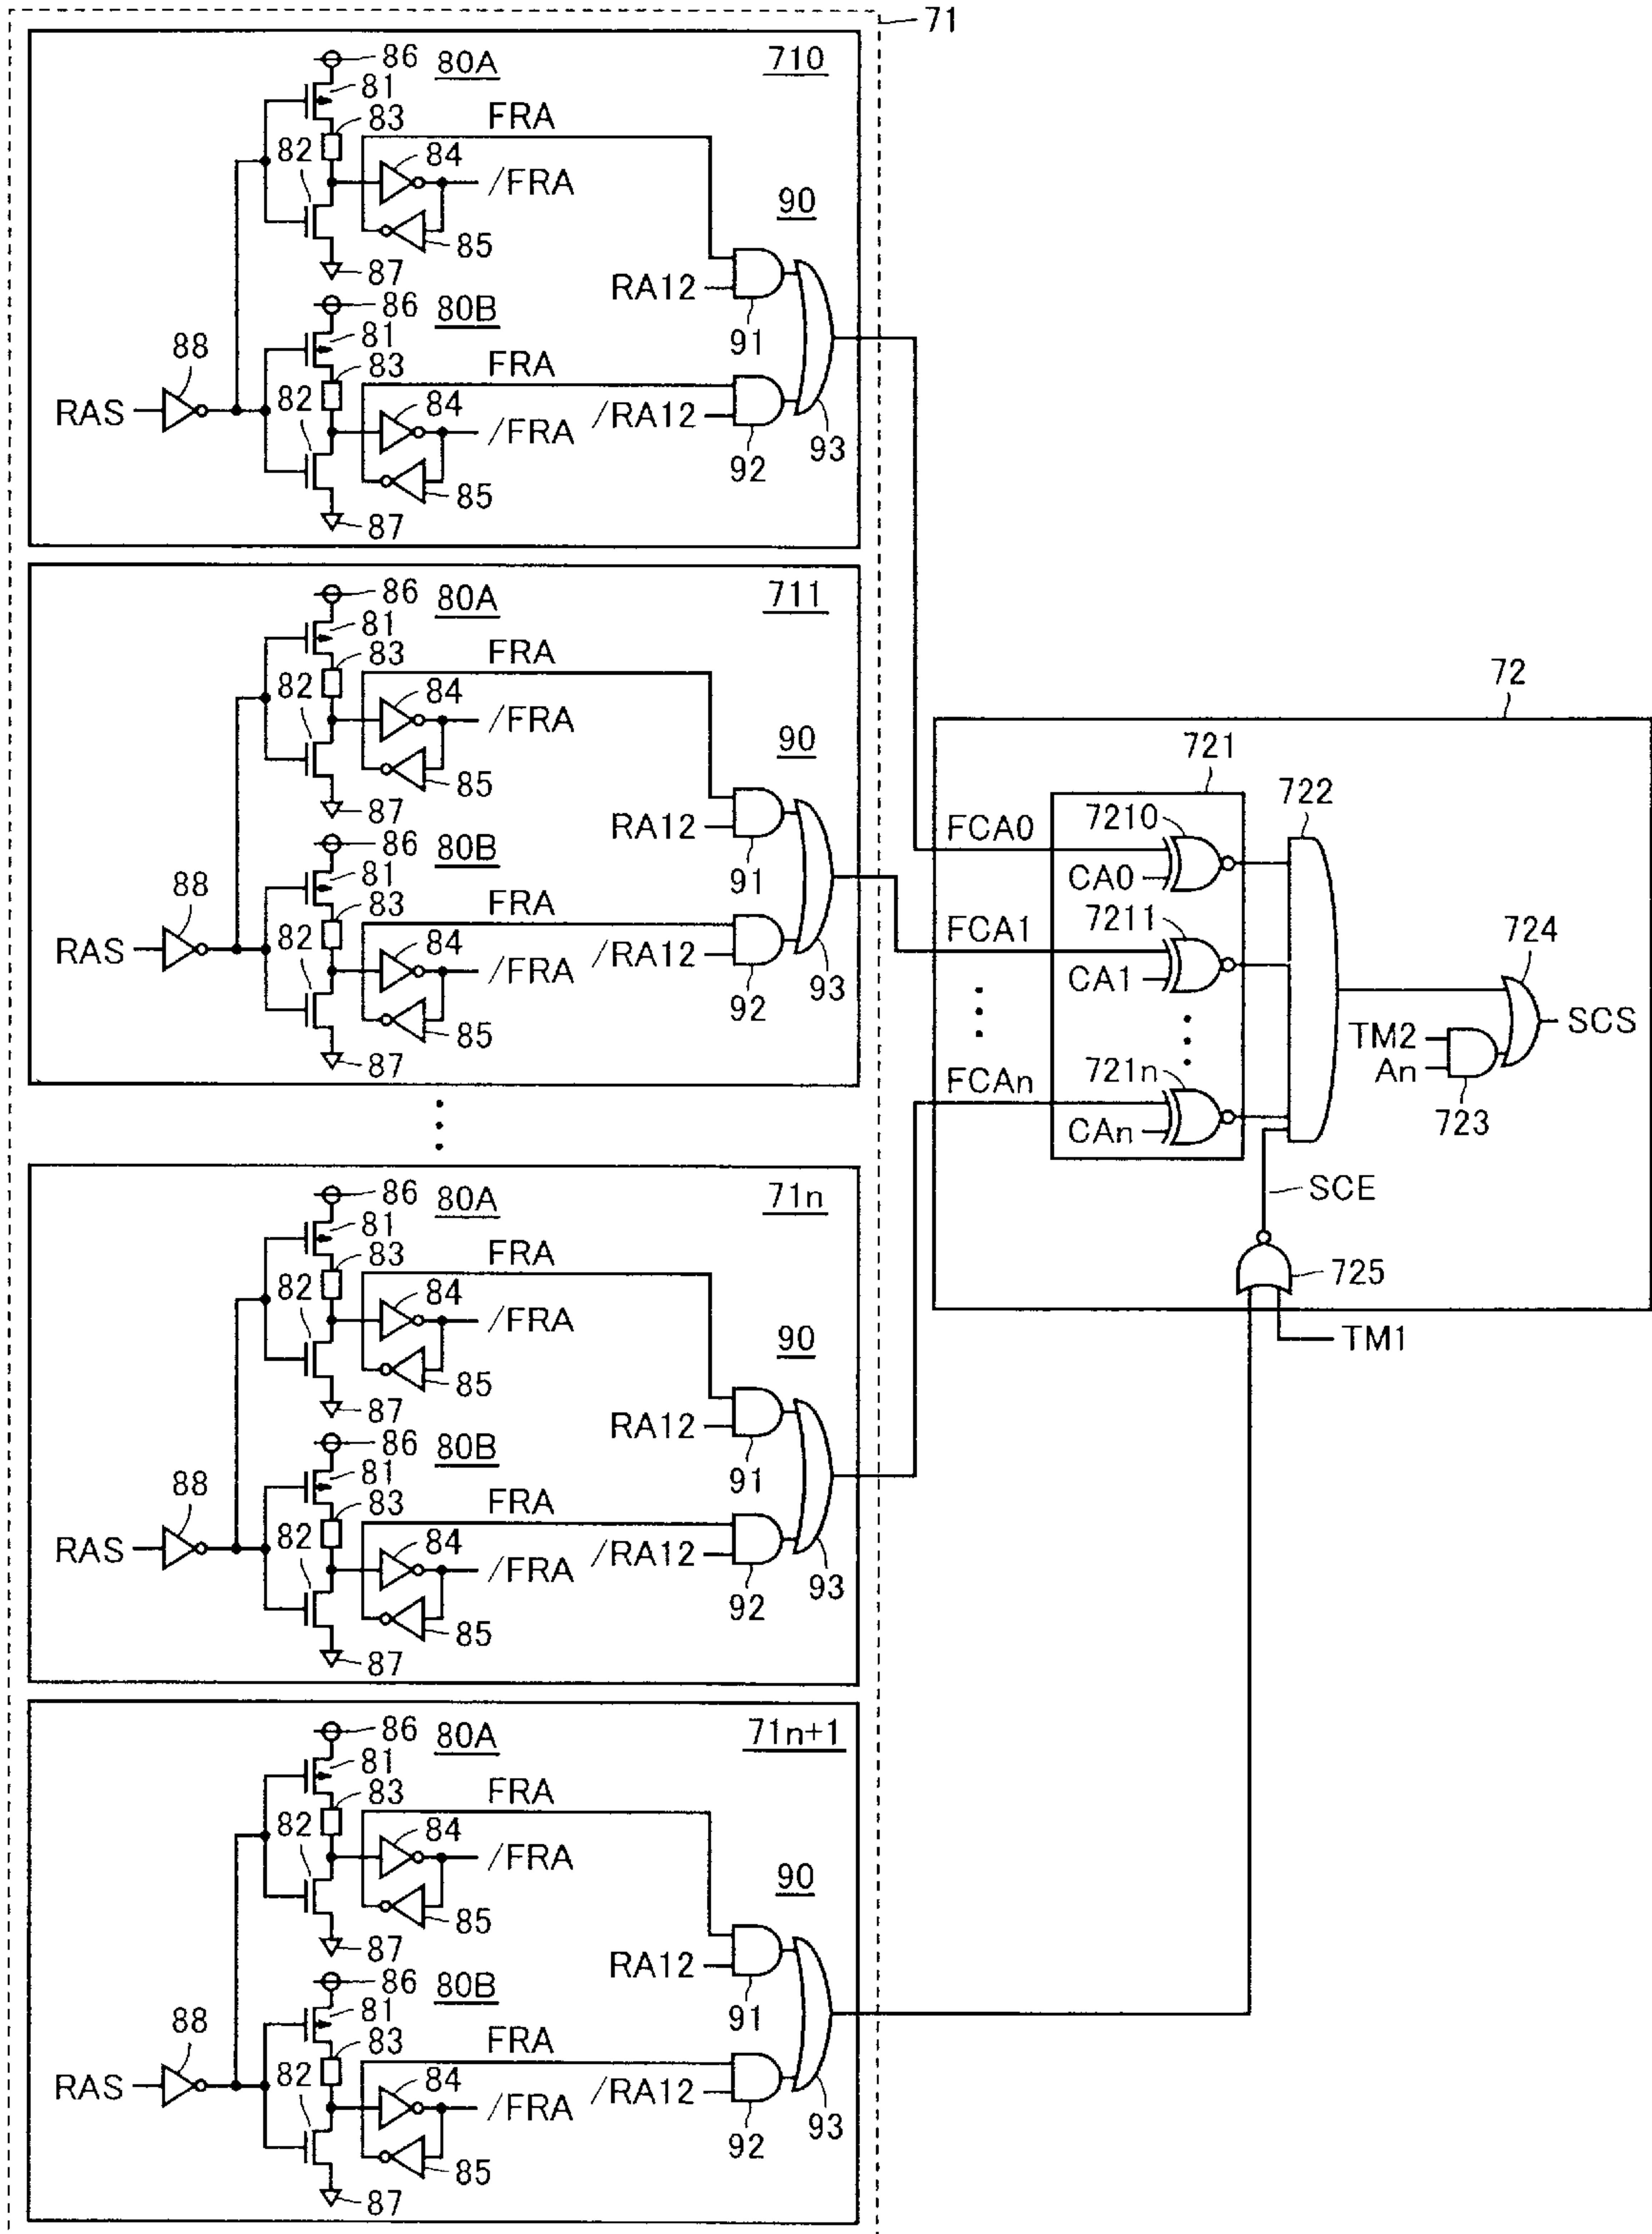 71
86
80A
710
81
83
FRA
82
84
/FRA
90
85
87
RA12
91
86
80B
81
88
83
FRA
82
84
RAS
/FRA
/RA12
92
93
85
87
86
80A
711
81
83
FRA
82
84
/FRA
90
85
87
RA12
91
86
80B
81
88
83
FRA
82
84
RAS
/FRA
/RA12
92
93
85
87
72
721
722
FCA0
7210
CA0
FCA1
7211
CA1
724
TM2
SCS
An
723
FCAn
721n
CAn
SCE
725
TM1
86
80A
71n
81
83
FRA
82
84
/FRA
90
85
87
RA12
91
86
80B
81
88
83
FRA
82
84
RAS
/FRA
/RA12
92
93
85
87
86
80A
71n+1
81
83
FRA
82
84
/FRA
90
85
87
RA12
91
86
80B
81
88
83
FRA
82
84
RAS
/FRA
/RA12
92
93
85
87